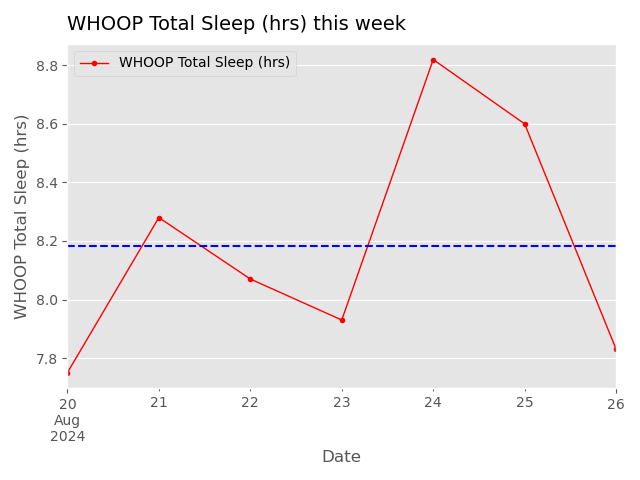 WHOOP Total Sleep (hrs) this week
WHOOP Total Sleep (hrs)
WHOOP Total Sleep (hrs)
8.8
8.6
8.4
8.2
8.0
7.8
20 21 22 23 24 25 26
Aug
2024
Date